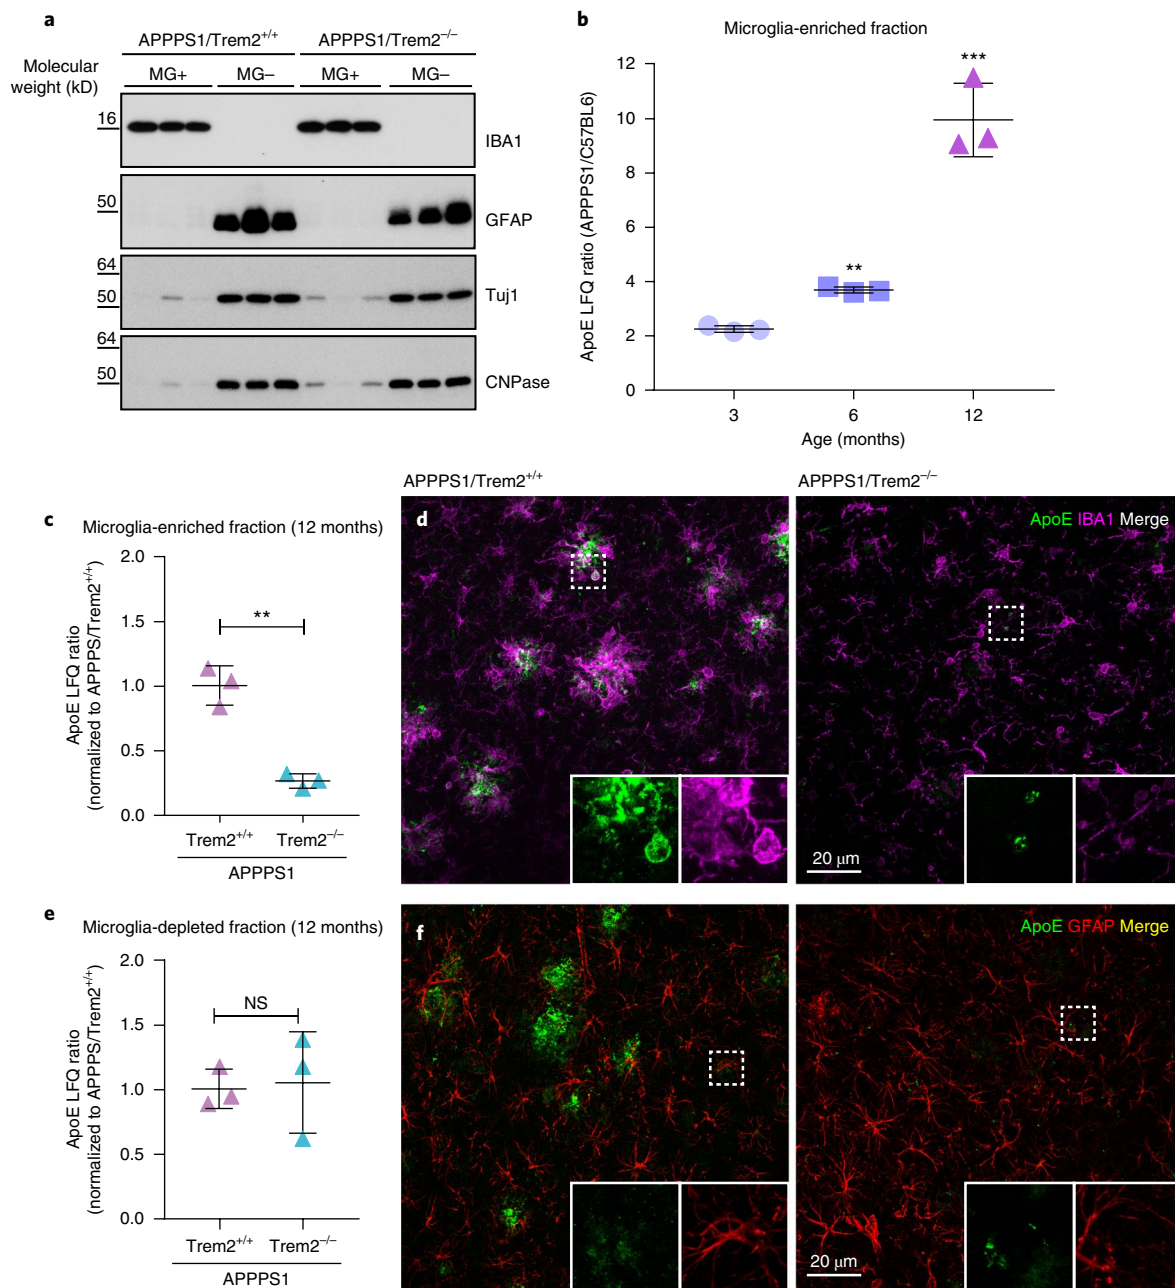 a
APPPS1/Trem2+/+ APPPS1/Trem2−/−
Molecular
weight (kD)
MG+ MG− MG+ MG−
16
IBA1
50
GFAP
64
50
Tuj1
64
50
CNPase
b
Microglia-enriched fraction
ApoE LFQ ratio (APPPS1/C57BL6)
12
10
8
6
4
2
0
***
**
3 6 12
Age (months)
c
Microglia-enriched fraction (12 months)
ApoE LFQ ratio
(normalized to APPPS/Trem2+/+)
2.0
1.5
1.0
0.5
0.0
**
Trem2+/+ Trem2−/−
APPPS1
APPPS1/Trem2+/+ APPPS1/Trem2−/−
d
ApoE IBA1 Merge
20 μm
e
Microglia-depleted fraction (12 months)
ApoE LFQ ratio
(normalized to APPPS/Trem2+/+)
2.0
1.5
1.0
0.5
0.0
NS
Trem2+/+ Trem2−/−
APPPS1
f
ApoE GFAP Merge
20 μm